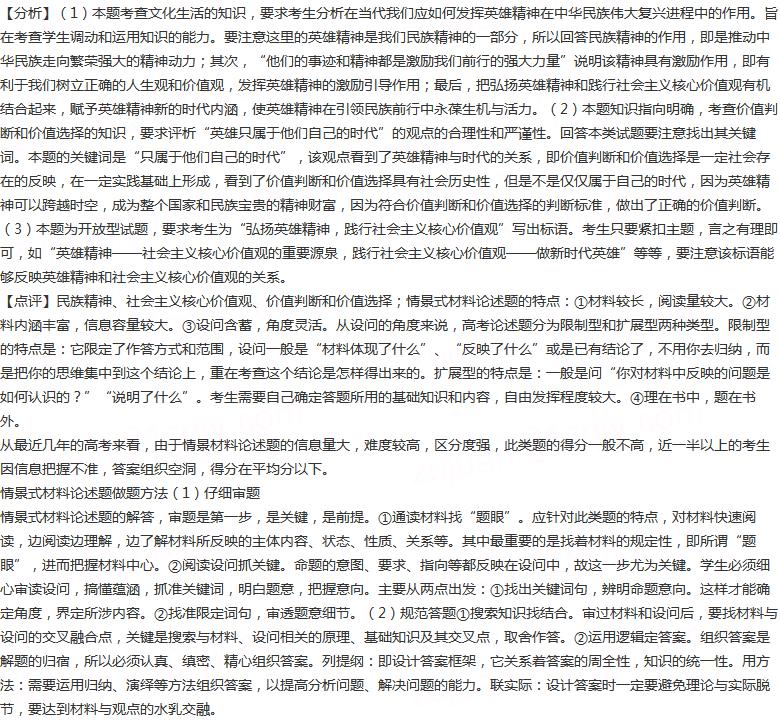 【分析】（1）本题考查文化生活的知识，要求考生分析在当代我们应如何发挥英雄精神在中华民族伟大复兴进程中的作用。旨
在考查学生调动和运用知识的能力。要注意这里的英雄精神是我们民族精神的一部分，所以回答民族精神的作用，即是推动中
华民族走向繁荣强大的精神动力；其次，“他们的事迹和精神都是激励我们前行的强大力量”说明该精神具有激励作用，即有
利于我们树立正确的人生观和价值观，发挥英雄精神的激励引导作用；最后，把弘扬英雄精神和践行社会主义核心价值观有机
结合起来，赋予英雄精神新的时代内涵，使英雄精神在引领民族前行中永葆生机与活力。（2）本题知识指向明确，考查价值判
断和价值选择的知识，要求评析“英雄只属于他们自己的时代”的观点的合理性和严谨性。回答本类试题要注意找出其关键
词。本题的关键词是“只属于他们自己的时代”，该观点看到了英雄精神与时代的关系，即价值判断和价值选择是一定社会存
在的反映，在一定实践基础上形成，看到了价值判断和价值选择具有社会历史性，但是不是仅仅属于自己的时代，因为英雄精
神可以跨越时空，成为整个国家和民族宝贵的精神财富，因为符合价值判断和价值选择的判断标准，做出了正确的价值判断。
（3）本题为开放型试题，要求考生为“弘扬英雄精神，践行社会主义核心价值观”写出标语。考生只要紧扣主题，言之有理即
可，如“英雄精神——社会主义核心价值观的重要源泉，践行社会主义核心价值观——做新时代英雄”等等，要注意该标语能
够反映英雄精神和社会主义核心价值观的关系。
【点评】民族精神、社会主义核心价值观、价值判断和价值选择；情景式材料论述题的特点：①材料较长，阅读量较大。②材
料内涵丰富，信息容量较大。③设问含蓄，角度灵活。从设问的角度来说，高考论述题分为限制型和扩展型两种类型。限制型
的特点是：它限定了作答方式和范围，设问一般是“材料体现了什么”、“反映了什么”或是已有结论了，不用你去归纳，而
是把你的思维集中到这个结论上，重在考查这个结论是怎样得出来的。扩展型的特点是：一般是问“你对材料中反映的问题是
如何认识的？”“说明了什么”。考生需要自己确定答题所用的基础知识和内容，自由发挥程度较大。④理在书中，题在书
外。
从最近几年的高考来看，由于情景材料论述题的信息量大，难度较高，区分度强，此类题的得分一般不高，近一半以上的考生
因信息把握不准，答案组织空洞，得分在平均分以下。
情景式材料论述题做题方法（1）仔细审题
情景式材料论述题的解答，审题是第一步，是关键，是前提。①通读材料找“题眼”。应针对此类题的特点，对材料快速阅
读，边阅读边理解，边了解材料所反映的主体内容、状态、性质、关系等。其中最重要的是找着材料的规定性，即所谓“题
眼”，进而把握材料中心。②阅读设问抓关键。命题的意图、要求、指向等都反映在设问中，故这一步尤为关键。学生必须细
心审读设问，搞懂蕴涵，抓准关键词，明白题意，把握意向。主要从两点出发：①找出关键词句，辨明命题意向。这样才能确
定角度，界定所涉内容。②找准限定词句，审透题意细节。（2）规范答题①搜索知识找结合。审过材料和设问后，要找材料与
设问的交叉融合点，关键是搜索与材料、设问相关的原理、基础知识及其交叉点，取舍作答。②运用逻辑定答案。组织答案是
解题的归宿，所以必须认真、缜密、精心组织答案。列提纲：即设计答案框架，它关系着答案的周全性，知识的统一性。用方
法：需要运用归纳、演绎等方法组织答案，以提高分析问题、解决问题的能力。联实际：设计答案时一定要避免理论与实际脱
节，要达到材料与观点的水乳交融。